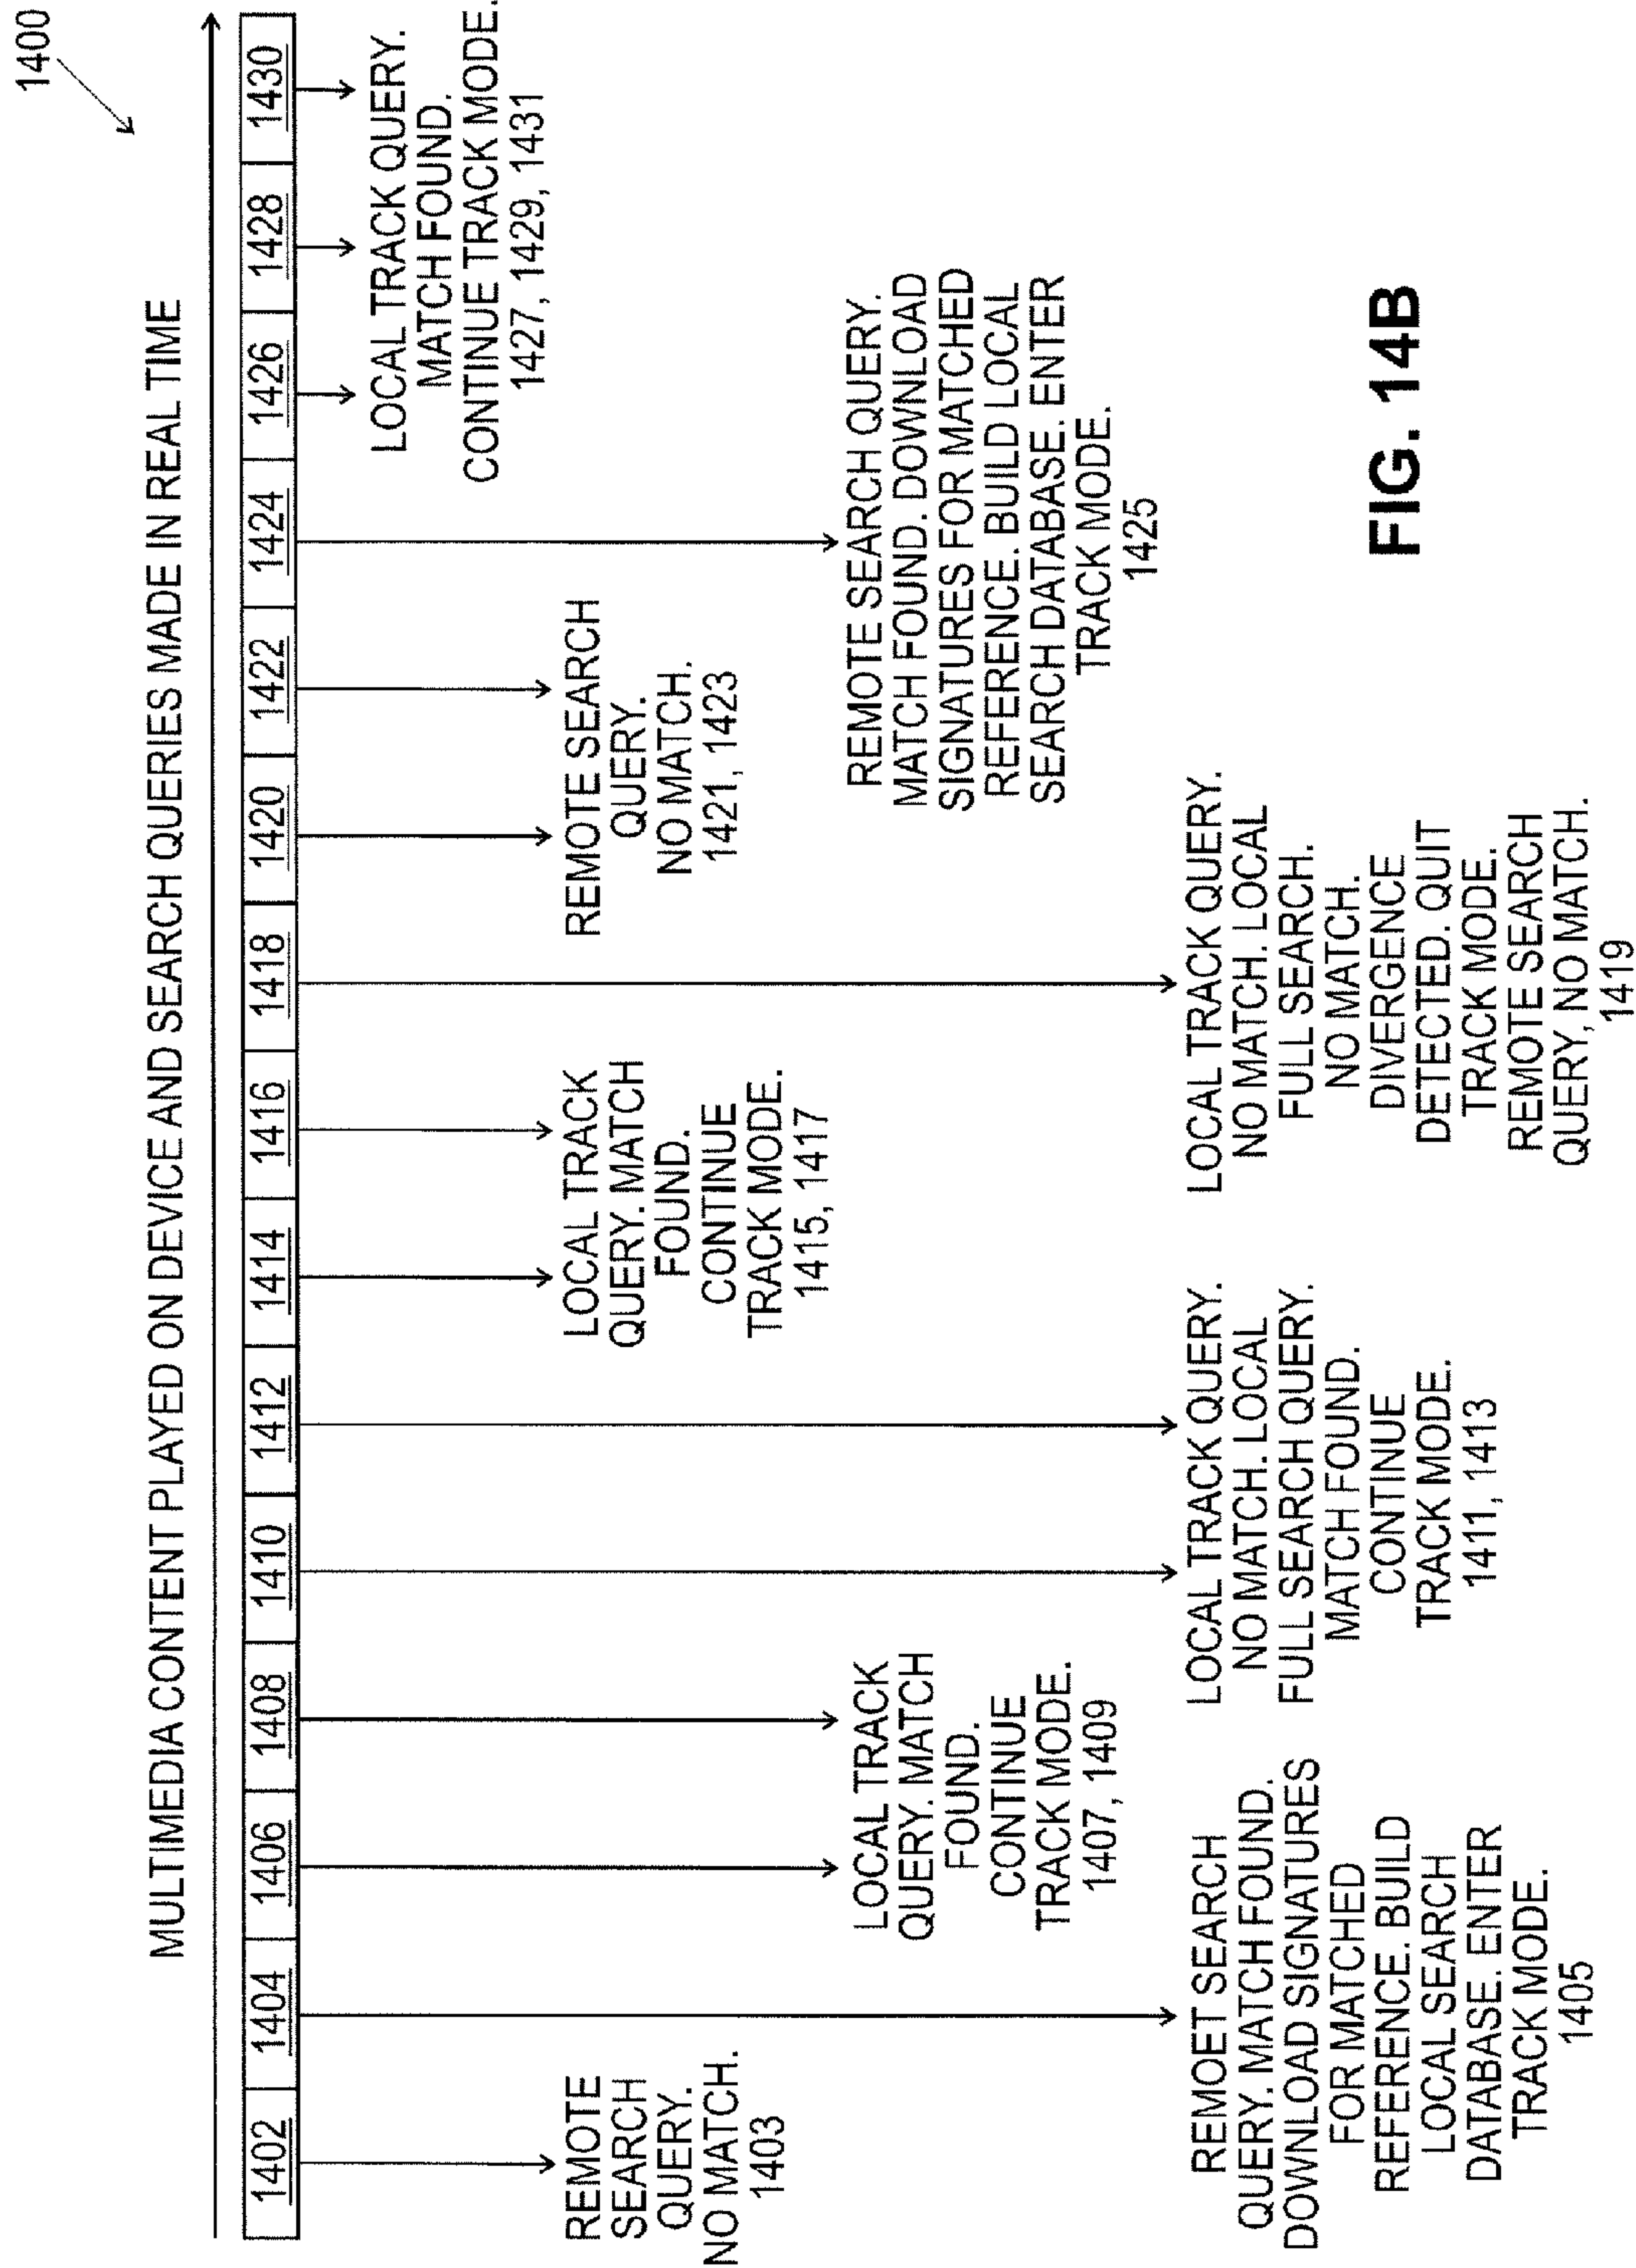 1400
MULTIMEDIA CONTENT PLAYED ON DEVICE AND SEARCH QUERIES MADE IN REAL TIME
1402 1404 1406 1408 1410 1412 1414 1416 1418 1420 1422 1424 1426 1428 1430
REMOTE
SEARCH
QUERY.
NO MATCH.
1403
REMOET SEARCH
QUERY. MATCH FOUND.
DOWNLOAD SIGNATURES
FOR MATCHED
REFERENCE. BUILD
LOCAL SEARCH
DATABASE. ENTER
TRACK MODE.
1405
LOCAL TRACK
QUERY. MATCH
FOUND.
CONTINUE
TRACK MODE.
1407, 1409
LOCAL TRACK QUERY.
NO MATCH. LOCAL
FULL SEARCH QUERY.
MATCH FOUND.
CONTINUE
TRACK MODE.
1411, 1413
LOCAL TRACK
QUERY. MATCH
FOUND.
CONTINUE
TRACK MODE.
1415, 1417
LOCAL TRACK QUERY.
NO MATCH. LOCAL
FULL SEARCH.
NO MATCH.
DIVERGENCE
DETECTED. QUIT
TRACK MODE.
REMOTE SEARCH
QUERY, NO MATCH.
1419
REMOTE SEARCH
QUERY.
NO MATCH.
1421, 1423
REMOTE SEARCH QUERY.
MATCH FOUND. DOWNLOAD
SIGNATURES FOR MATCHED
REFERENCE. BUILD LOCAL
SEARCH DATABASE. ENTER
TRACK MODE.
1425
LOCAL TRACK QUERY.
MATCH FOUND.
CONTINUE TRACK MODE.
1427, 1429, 1431
FIG. 14B